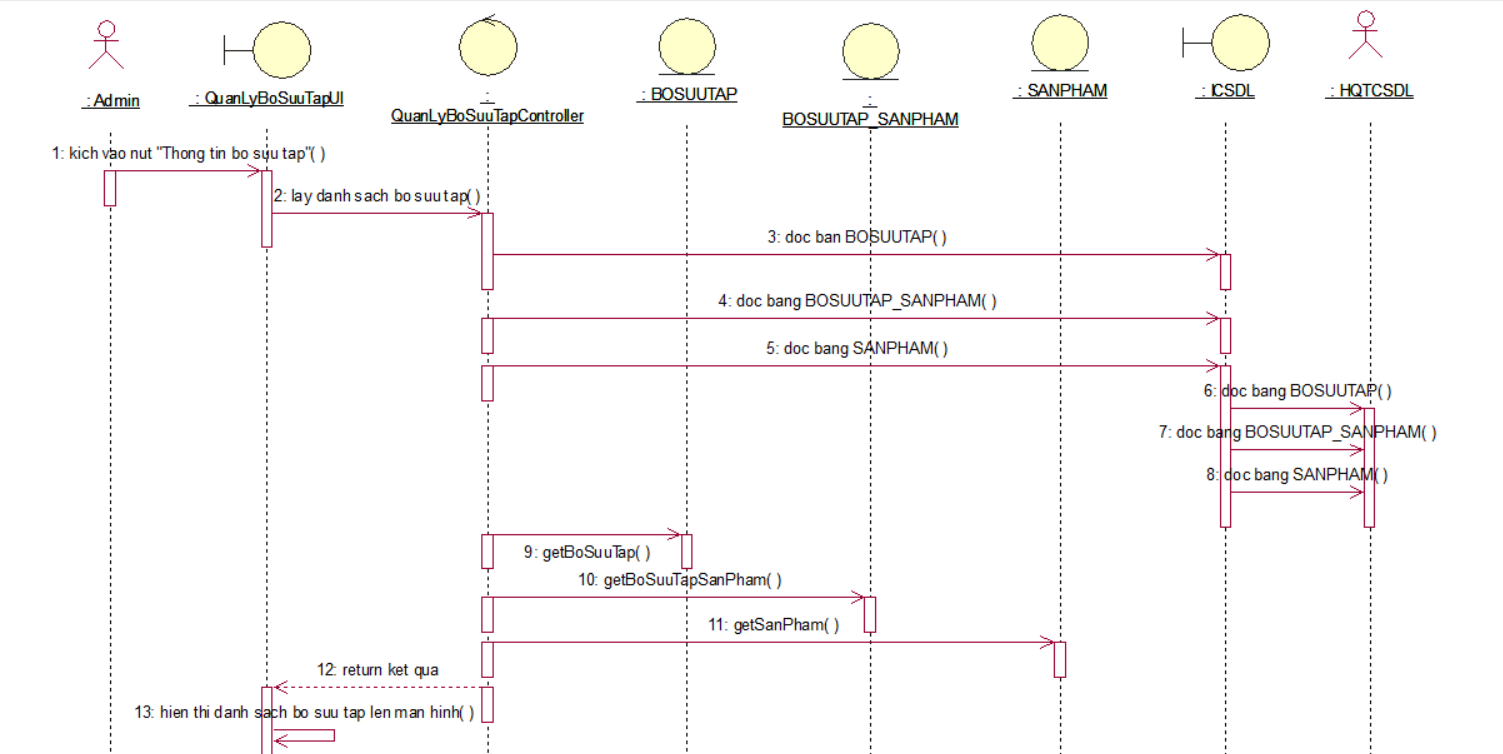 : Admin
: QuanLyBoSuuTapUI
:
QuanLyBoSuuTapController
: BOSUUTAP
:
BOSUUTAP_SANPHAM
: SANPHAM
: ICSDL
: HQTCSDL
1: kich vao nut "Thong tin bo suu tap"( )
2: lay danh sach bo suu tap( )
3: doc ban BOSUUTAP( )
4: doc bang BOSUUTAP_SANPHAM( )
5: doc bang SANPHAM( )
6: doc bang BOSUUTAP( )
7: doc bang BOSUUTAP_SANPHAM( )
8: doc bang SANPHAM( )
9: getBoSuuTap( )
10: getBoSuuTapSanPham( )
11: getSanPham( )
12: return ket qua
13: hien thi danh sach bo suu tap len man hinh( )